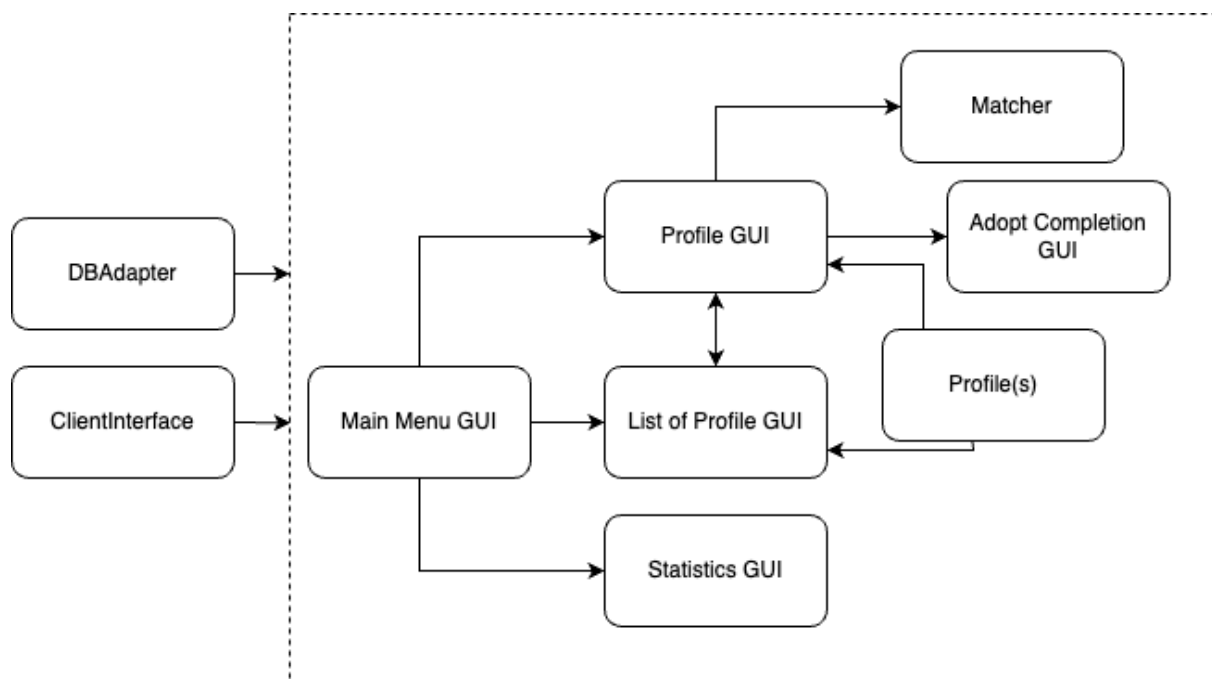 Matcher
Profile GUI
Adopt Completion
GUI
DBAdapter
Profile(s)
ClientInterface
Main Menu GUI
List of Profile GUI
Statistics GUI